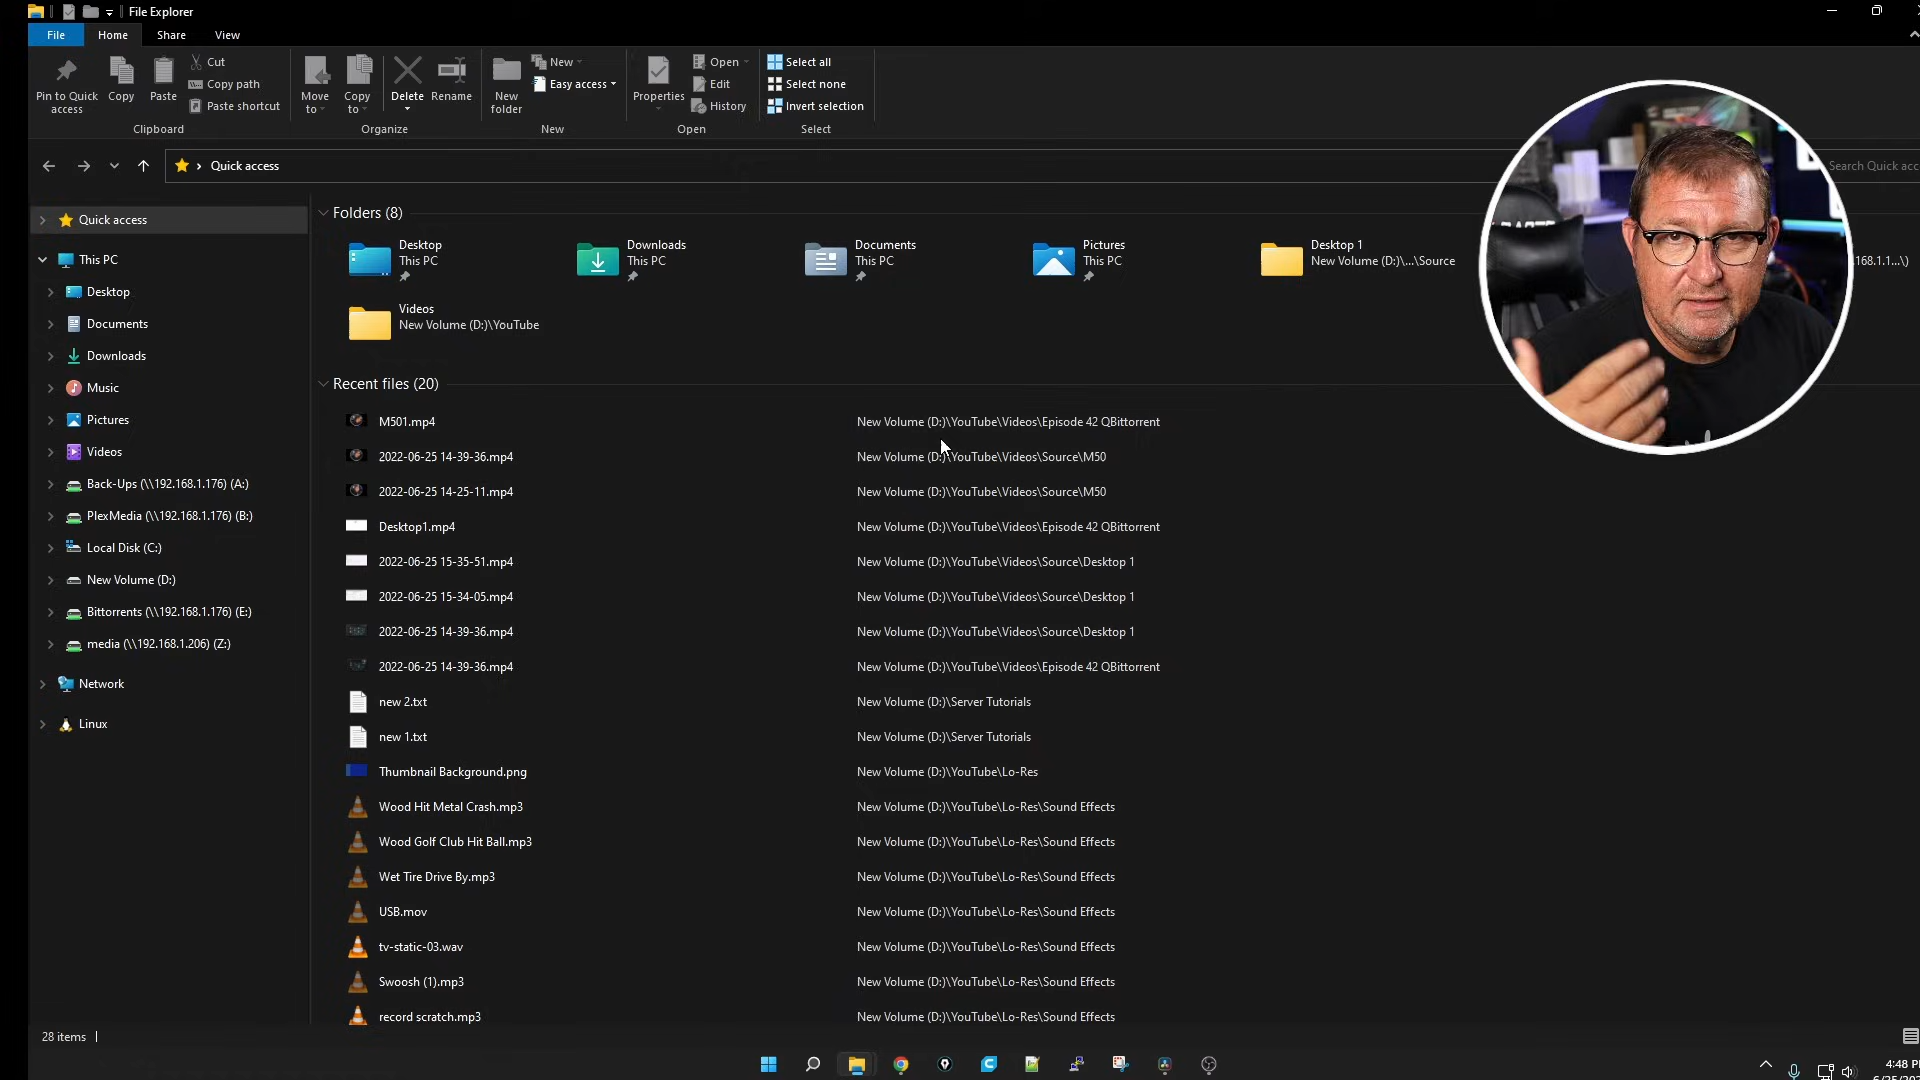 File Explorer
File Home Share View
Pin to Quick access
Copy
Paste
Cut
Copy path
Paste shortcut
Clipboard
Move to
Copy to
Delete
Rename
Organize
New folder
New
Easy access
New
Properties
Open
Edit
History
Open
Select all
Select none
Invert selection
Select
Quick access
Search Quick acc
Quick access
This PC
Desktop
Documents
Downloads
Music
Pictures
Videos
Back-Ups (\\192.168.1.176) (A:)
PlexMedia (\\192.168.1.176) (B:)
Local Disk (C:)
New Volume (D:)
Bittorrents (\\192.168.1.176) (E:)
media (\\192.168.1.206) (Z:)
Network
Linux
Folders (8)
Desktop
This PC
Downloads
This PC
Documents
This PC
Pictures
This PC
Desktop 1
New Volume (D:)\...\Source
.168.1.1...\)
Videos
New Volume (D:)\YouTube
Recent files (20)
M501.mp4 New Volume (D:)\YouTube\Videos\Episode 42 QBittorrent
2022-06-25 14-39-36.mp4 New Volume (D:)\YouTube\Videos\Source\M50
2022-06-25 14-25-11.mp4 New Volume (D:)\YouTube\Videos\Source\M50
Desktop1.mp4 New Volume (D:)\YouTube\Videos\Episode 42 QBittorrent
2022-06-25 15-35-51.mp4 New Volume (D:)\YouTube\Videos\Source\Desktop 1
2022-06-25 15-34-05.mp4 New Volume (D:)\YouTube\Videos\Source\Desktop 1
2022-06-25 14-39-36.mp4 New Volume (D:)\YouTube\Videos\Source\Desktop 1
2022-06-25 14-39-36.mp4 New Volume (D:)\YouTube\Videos\Episode 42 QBittorrent
new 2.txt New Volume (D:)\Server Tutorials
new 1.txt New Volume (D:)\Server Tutorials
Thumbnail Background.png New Volume (D:)\YouTube\Lo-Res
Wood Hit Metal Crash.mp3 New Volume (D:)\YouTube\Lo-Res\Sound Effects
Wood Golf Club Hit Ball.mp3 New Volume (D:)\YouTube\Lo-Res\Sound Effects
Wet Tire Drive By.mp3 New Volume (D:)\YouTube\Lo-Res\Sound Effects
USB.mov New Volume (D:)\YouTube\Lo-Res\Sound Effects
tv-static-03.wav New Volume (D:)\YouTube\Lo-Res\Sound Effects
Swoosh (1).mp3 New Volume (D:)\YouTube\Lo-Res\Sound Effects
record scratch.mp3 New Volume (D:)\YouTube\Lo-Res\Sound Effects
28 items
4:48 P